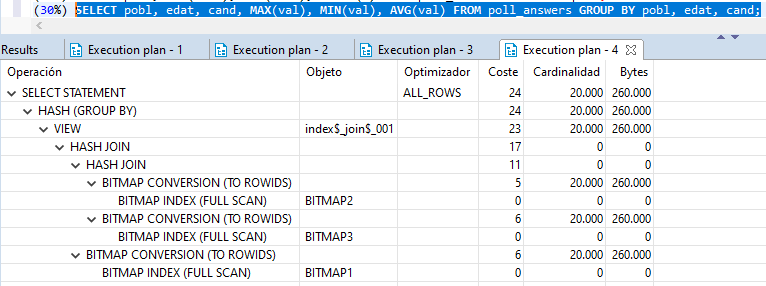 (30%) SELECT pobl, edat, cand, MAX(val), MIN(val), AVG(val) FROM poll_answers GROUP BY pobl, edat, cand;
Results Execution plan - 1 Execution plan - 2 Execution plan - 3 Execution plan - 4
Operación Objeto Optimizador Coste Cardinalidad Bytes
SELECT STATEMENT ALL_ROWS 24 20.000 260.000
HASH (GROUP BY) 24 20.000 260.000
VIEW index$_join$_001 23 20.000 260.000
HASH JOIN 17 0 0
HASH JOIN 11 0 0
BITMAP CONVERSION (TO ROWIDS) 5 20.000 260.000
BITMAP INDEX (FULL SCAN) BITMAP2 0 0 0
BITMAP CONVERSION (TO ROWIDS) 6 20.000 260.000
BITMAP INDEX (FULL SCAN) BITMAP3 0 0 0
BITMAP CONVERSION (TO ROWIDS) 6 20.000 260.000
BITMAP INDEX (FULL SCAN) BITMAP1 0 0 0